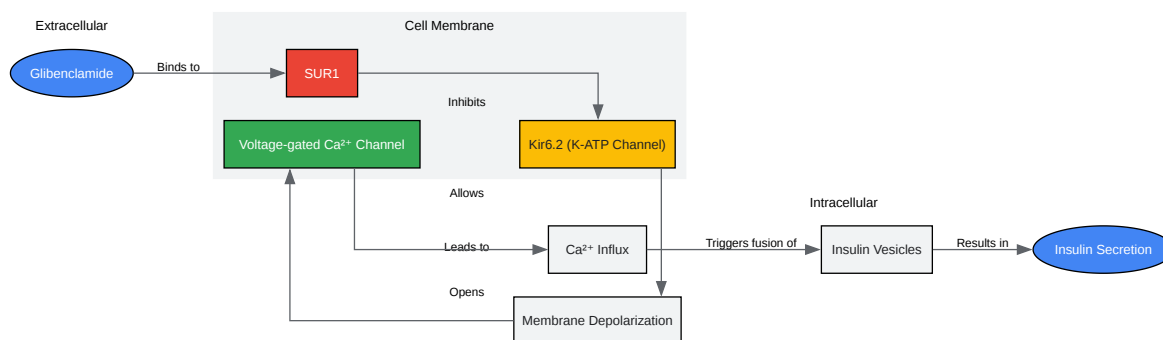 Extracellular
Cell Membrane
Glibenclamide
Binds to
SUR1
Inhibits
Voltage-gated Ca²⁺ Channel
Kir6.2 (K-ATP Channel)
Allows
Intracellular
Leads to
Ca²⁺ Influx
Triggers fusion of
Insulin Vesicles
Results in
Insulin Secretion
Opens
Membrane Depolarization